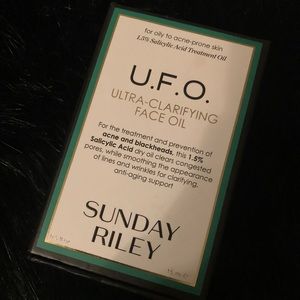 for oily to acne-prone skin
1.5% Salicylic Acid Treatment Oil
U.F.O.
ULTRA-CLARIFYING
FACE OIL
For the treatment and prevention of
acne and blackheads, this 1.5%
Salicylic Acid dry oil clears congested
pores, while smoothing the appearance
of lines and wrinkles for clarifying,
anti-aging support
SUNDAY
RILEY
15 ml